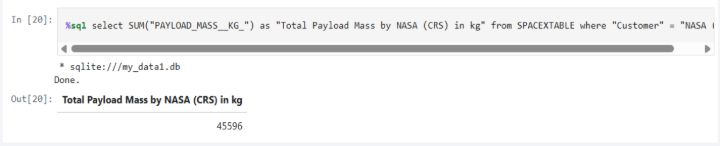 In [20]: %sql select SUM("PAYLOAD_MASS__KG_") as "Total Payload Mass by NASA (CRS) in kg" from SPACEXTABLE where "Customer" = "NASA (
* sqlite:///my_data1.db
Done.
Out[20]: Total Payload Mass by NASA (CRS) in kg
45596